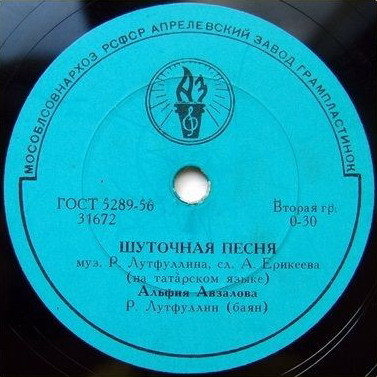 МОСОБЛСОВНАРХОЗ РСФСР АПРЕЛЕВСКИЙ ЗАВОД ГРАМПЛАСТИНОК
АЗ
ГОСТ 5289-56
31672
Вторая гр.
0-30
ШУТОЧНАЯ ПЕСНЯ
муз. Р. Лутфуллина, сл. А. Ерикеева
(на татарском языке)
Альфия Авзалова
Р. Лутфуллин (баян)